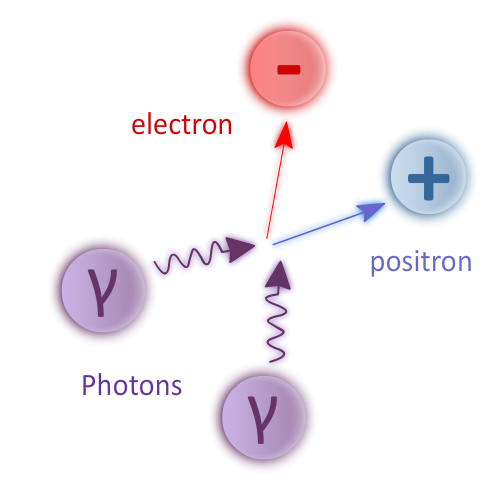 -
electron
+
positron
γ
Photons
γ